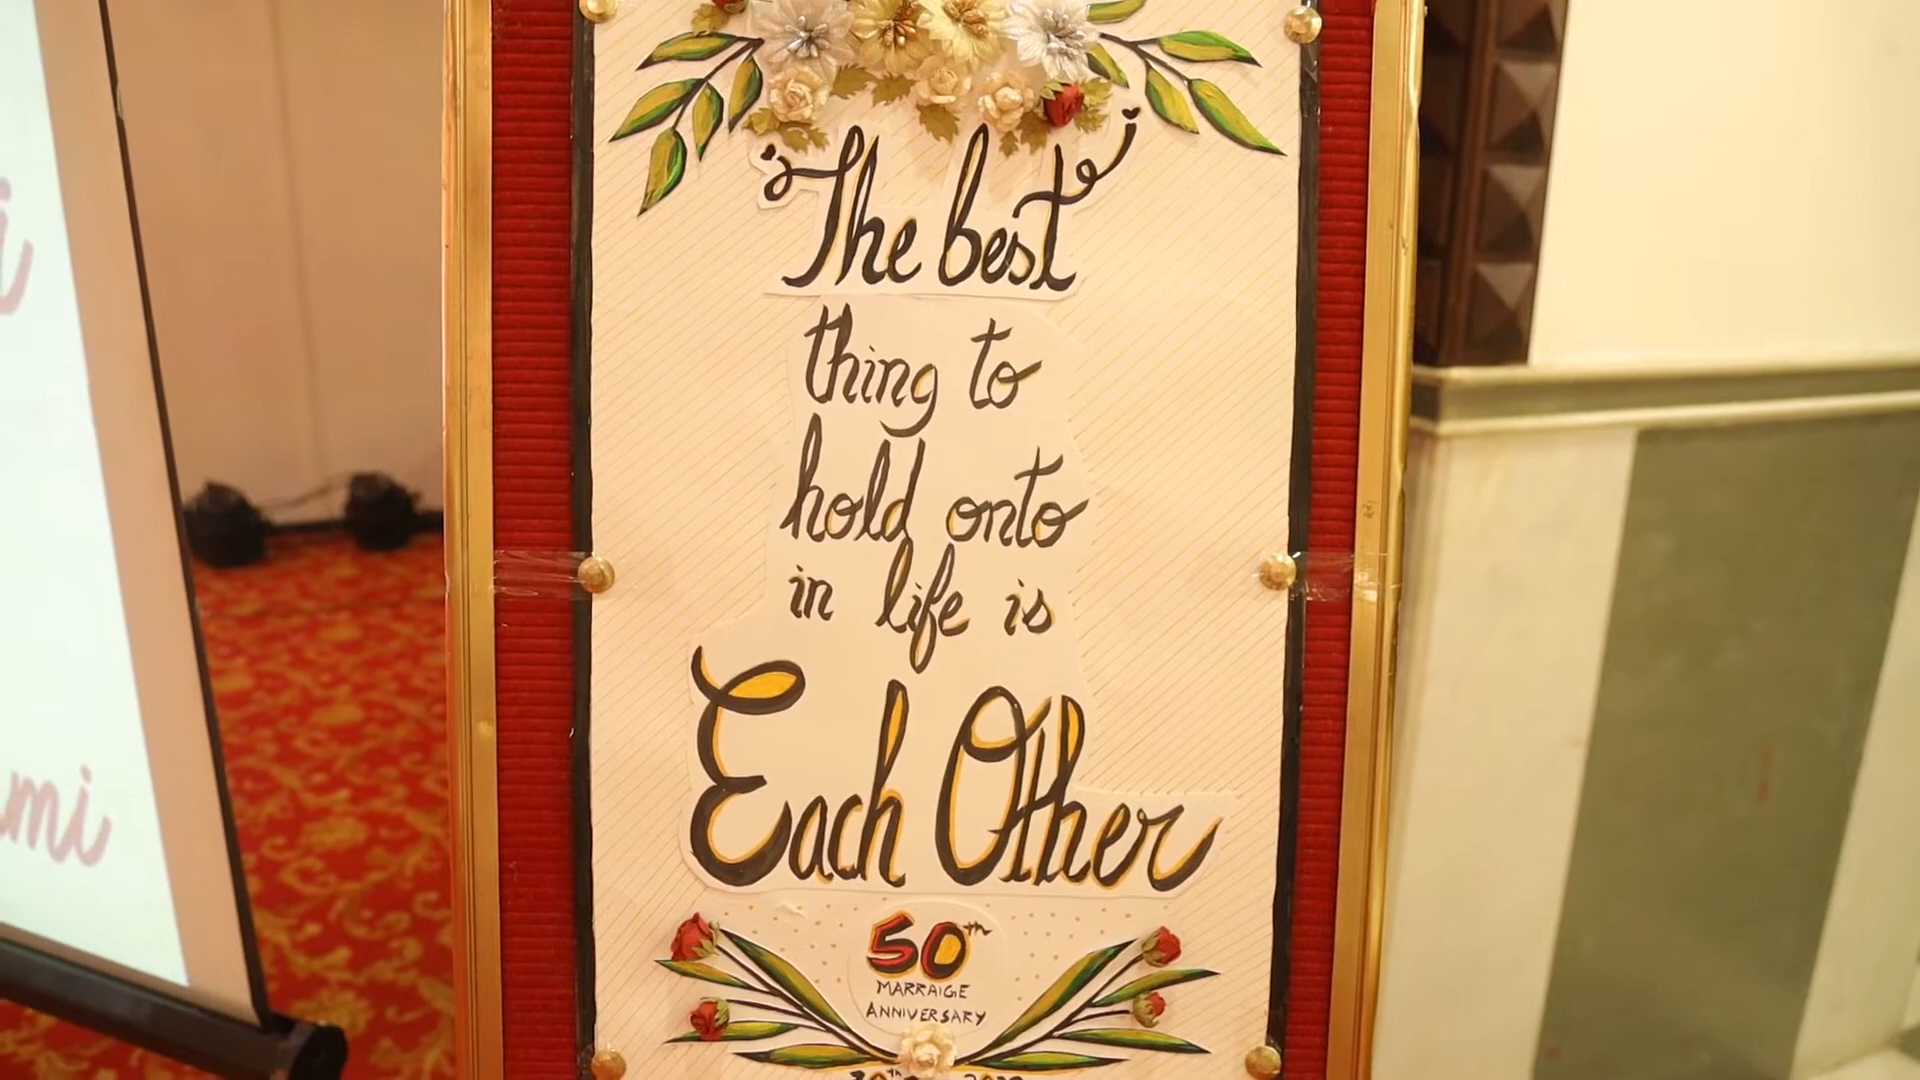 The best
thing to
hold onto
in life is
Each Other
50th
MARRAIGE
ANNIVERSARY